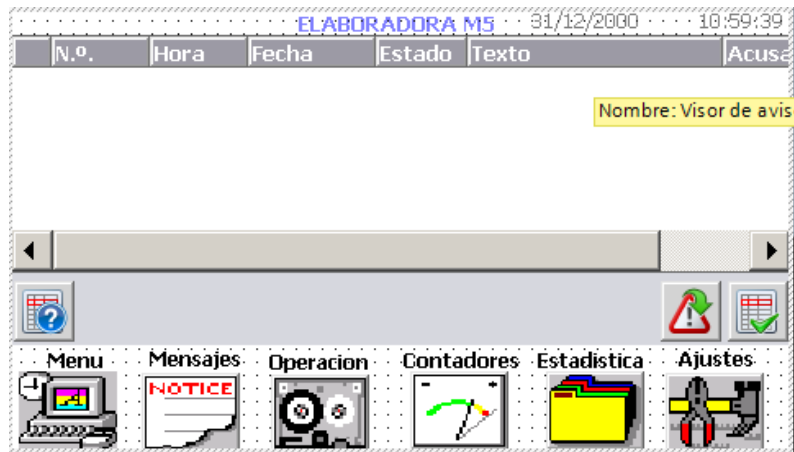 ELABORADORA M5 31/12/2000 10:59:39
N.º. Hora Fecha Estado Texto Acusa
Nombre: Visor de avis
Menu Mensajes Operacion Contadores Estadistica Ajustes
NOTICE